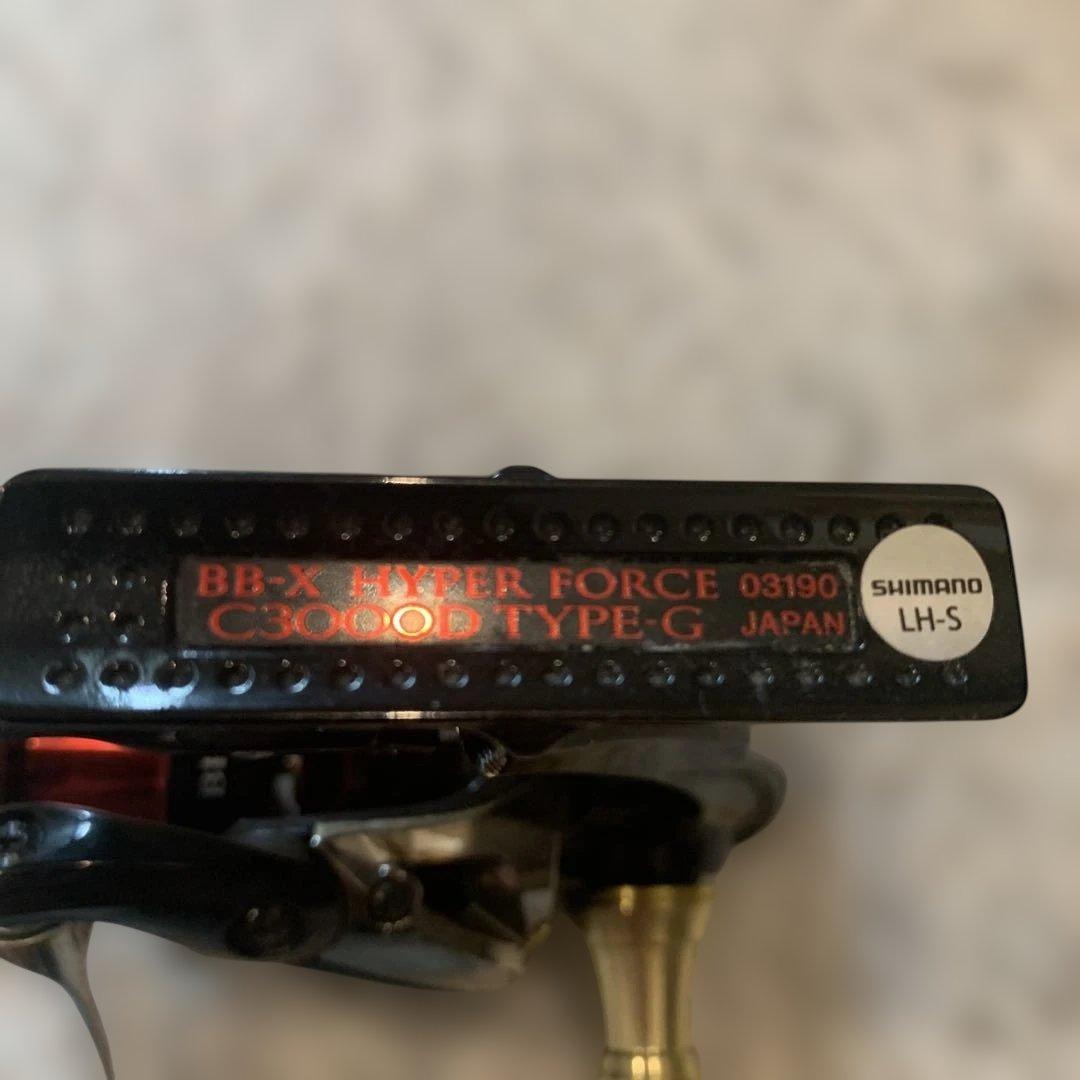 BB-X HYPER FORCE 03190
C3000D TYPE-G JAPAN
SHIMANO
LH-S